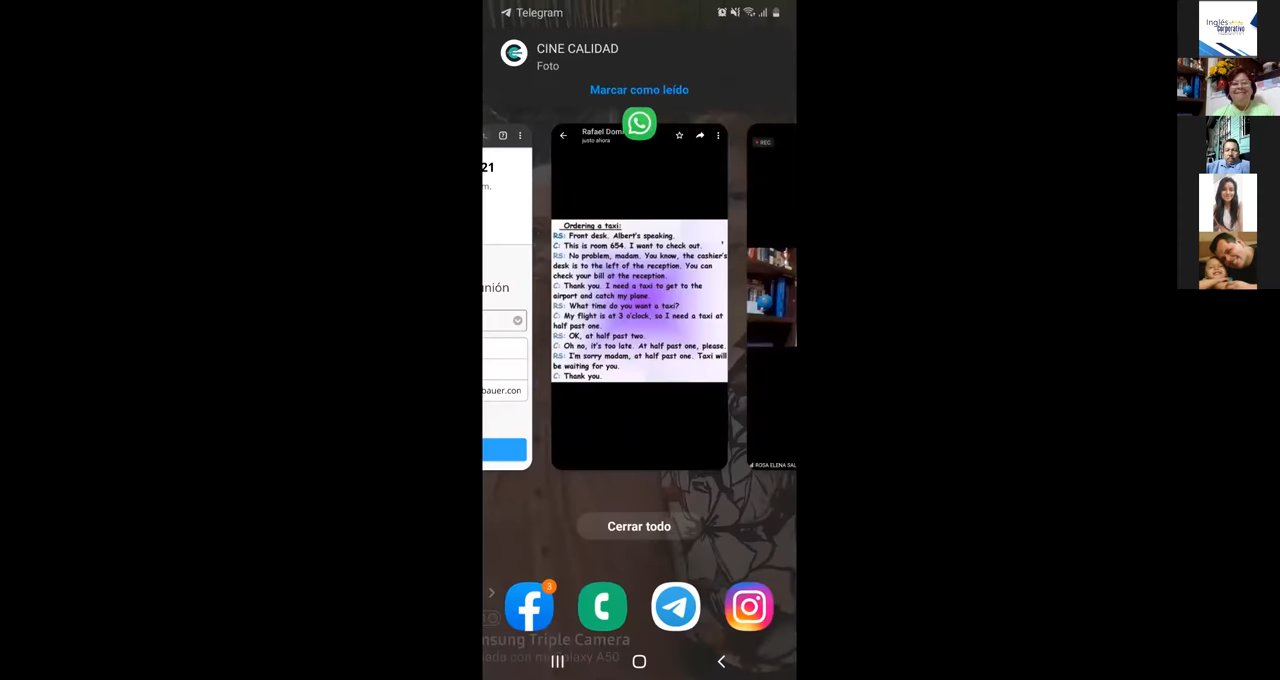 Telegram
CINE CALIDAD
Foto
Marcar como leído
21
m.
unión
bauer.con
Rafael Dom
justo ahora
Ordering a taxi:
RS: Front desk. Albert's speaking.
C: This is room 654. I want to check out.
RS: No problem, madam. You know, the cashier's
desk is to the left of the reception. You can
check your bill at the reception.
C: Thank you. I need a taxi to get to the
airport and catch my plane.
RS: What time do you want a taxi?
C: My flight is at 3 o'clock, so I need a taxi at
half past one.
RS: OK, at half past two.
C: Oh no, it's too late. At half past one, please.
RS: I'm sorry madam, at half past one. Taxi will
be waiting for you.
C: Thank you.
REC
ROSA ELENA SAL
Cerrar todo
3
nsung Triple Camera
ada con mi Galaxy A50
Inglés
Corporativo